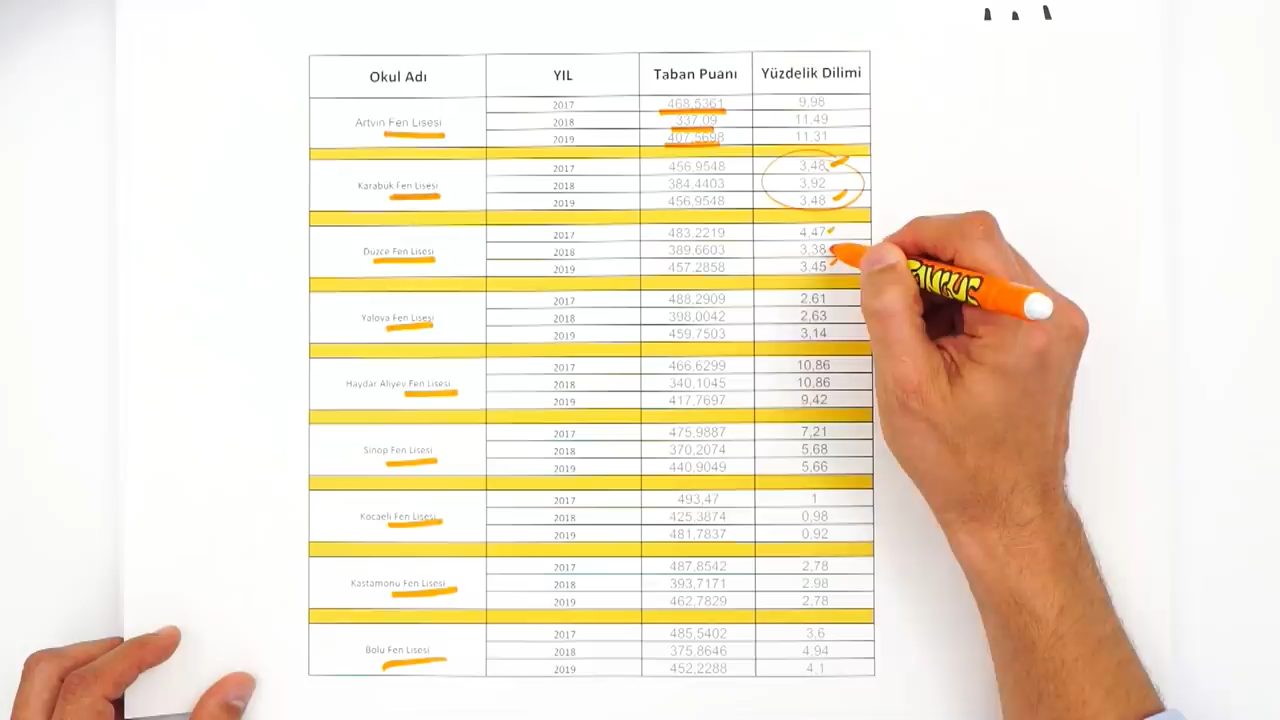 Okul Adı YIL Taban Puanı Yüzdelik Dilimi
2017 468,5361 9,98
Artvin Fen Lisesi 2018 337,09 11,49
2019 407,5698 11,31
2017 456,9548 3,48
Karabük Fen Lisesi 2018 384,4403 3,92
2019 456,9548 3,48
2017 483,2219 4,47
Düzce Fen Lisesi 2018 389,6603 3,38
2019 457,2858 3,45
2017 488,2909 2,61
Yalova Fen Lisesi 2018 398,0042 2,63
2019 459,7503 3,14
2017 466,6299 10,86
Haydar Aliyev Fen Lisesi 2018 340,1045 10,86
2019 417,7697 9,42
2017 475,9887 7,21
Sinop Fen Lisesi 2018 370,2074 5,68
2019 440,9049 5,66
2017 493,47 1
Kocaeli Fen Lisesi 2018 425,3874 0,98
2019 481,7837 0,92
2017 487,8542 2,78
Kastamonu Fen Lisesi 2018 393,7171 2,98
2019 462,7829 2,78
2017 485,5402 3,6
Bolu Fen Lisesi 2018 375,8646 4,94
2019 452,2288 4,1